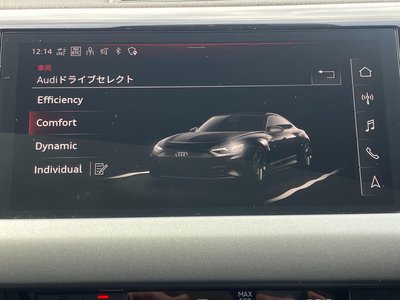 12:14
ETC
車両
Audiドライブセレクト
Efficiency
Comfort
Dynamic
Individual
MAX